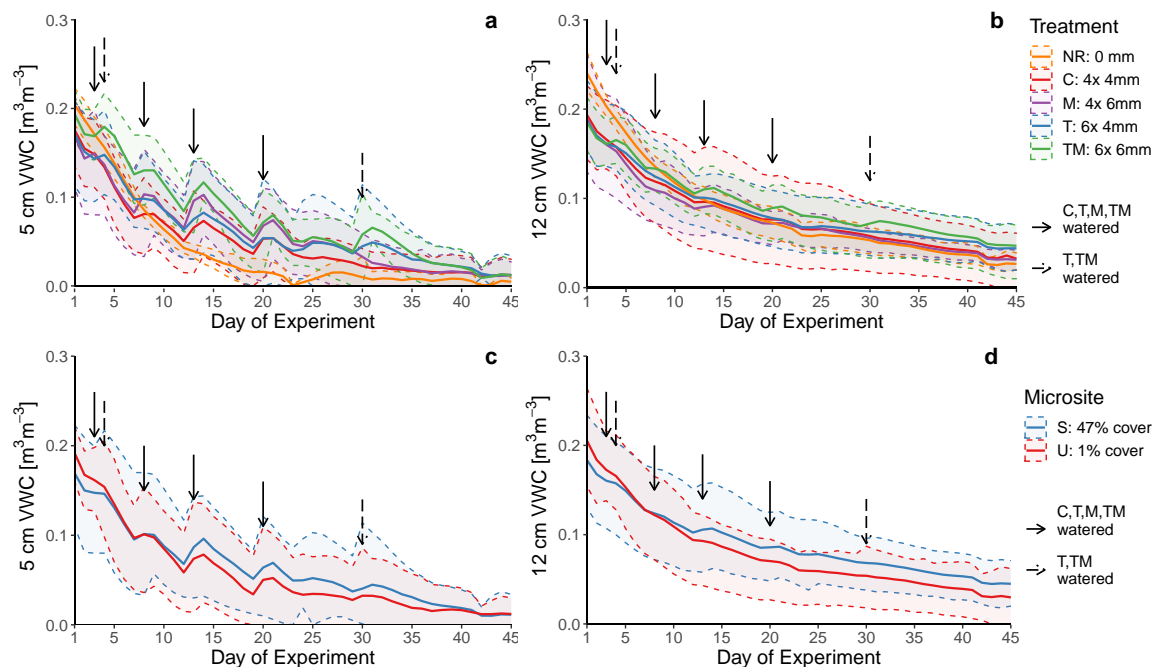 a
0.3
0.2
0.1
0.0
5 cm VWC [m³m⁻³]
1 5 10 15 20 25 30 35 40 45
Day of Experiment
b
0.3
0.2
0.1
0.0
12 cm VWC [m³m⁻³]
1 5 10 15 20 25 30 35 40 45
Day of Experiment
Treatment
NR: 0 mm
C: 4x 4mm
M: 4x 6mm
T: 6x 4mm
TM: 6x 6mm
C,T,M,TM
watered
T,TM
watered
c
0.3
0.2
0.1
0.0
5 cm VWC [m³m⁻³]
1 5 10 15 20 25 30 35 40 45
Day of Experiment
d
0.3
0.2
0.1
0.0
12 cm VWC [m³m⁻³]
1 5 10 15 20 25 30 35 40 45
Day of Experiment
Microsite
S: 47% cover
U: 1% cover
C,T,M,TM
watered
T,TM
watered